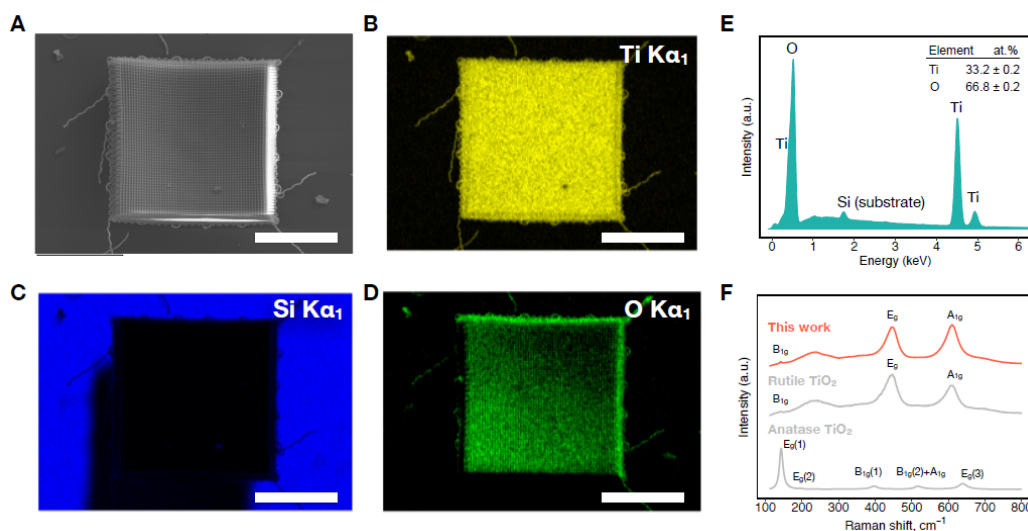 A
B
Ti Kα₁
C
Si Kα₁
D
O Kα₁
E
Element at.%
Ti 33.2 ± 0.2
O 66.8 ± 0.2
O
Ti
Ti
Ti
Si (substrate)
Intensity (a.u.)
0 1 2 3 4 5 6
Energy (keV)
F
This work
B₁g
Eg
A₁g
Rutile TiO₂
B₁g
Eg
A₁g
Anatase TiO₂
Eg(1)
Eg(2)
B₁g(1)
B₁g(2)+A₁g
Eg(3)
Intensity (a.u.)
100 200 300 400 500 600 700 800
Raman shift, cm⁻¹